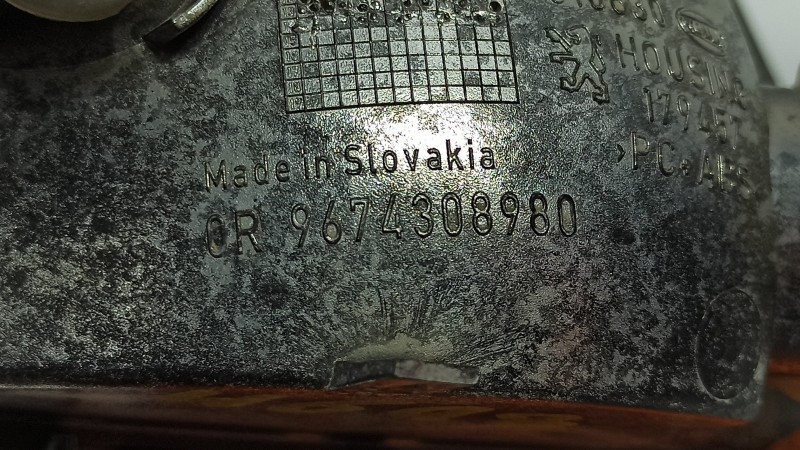 HOUSING
179457
>PC+ABS
Made in Slovakia
OR 9674308980